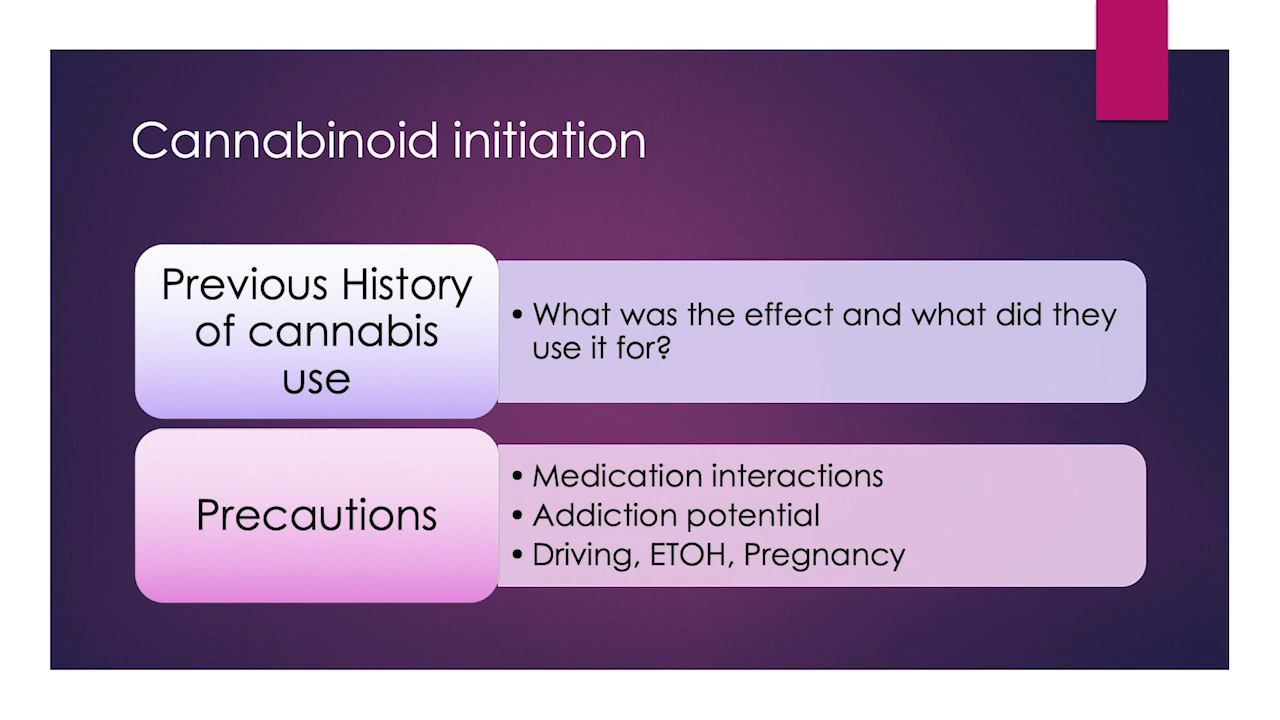 Cannabinoid initiation
Previous History
of cannabis
use
• What was the effect and what did they
use it for?
Precautions
• Medication interactions
• Addiction potential
• Driving, ETOH, Pregnancy